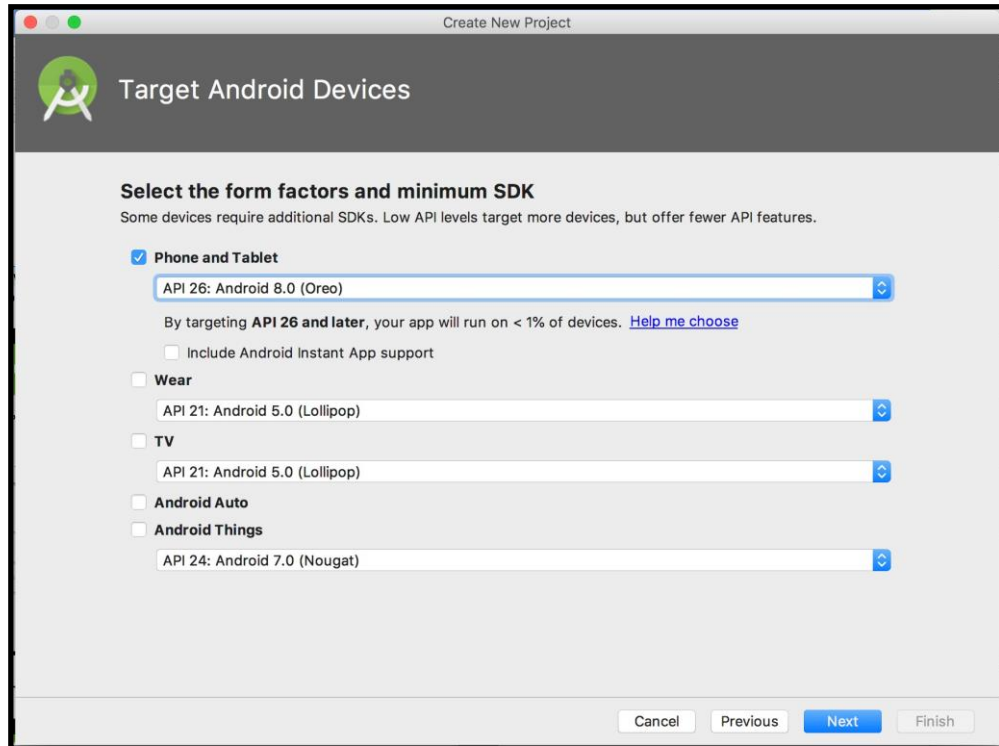 Create New Project
Target Android Devices
Select the form factors and minimum SDK
Some devices require additional SDKs. Low API levels target more devices, but offer fewer API features.
Phone and Tablet
API 26: Android 8.0 (Oreo)
By targeting API 26 and later, your app will run on < 1% of devices. Help me choose
Include Android Instant App support
Wear
API 21: Android 5.0 (Lollipop)
TV
API 21: Android 5.0 (Lollipop)
Android Auto
Android Things
API 24: Android 7.0 (Nougat)
Cancel Previous Next Finish